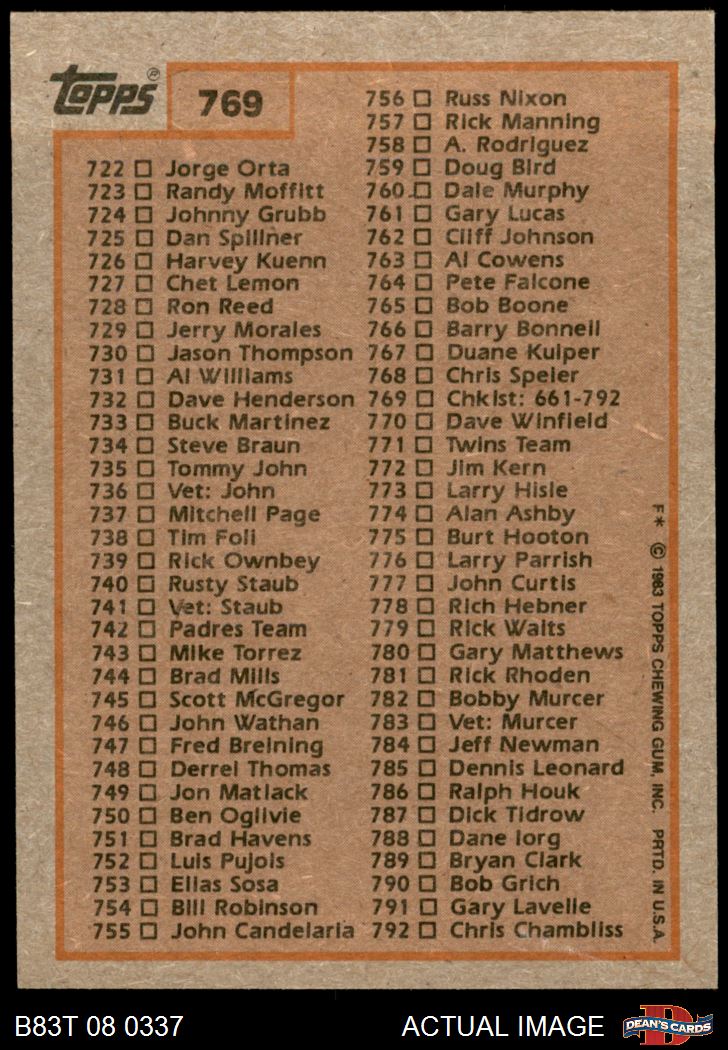 Topps®
769
722 ☐ Jorge Orta
723 ☐ Randy Moffitt
724 ☐ Johnny Grubb
725 ☐ Dan Spillner
726 ☐ Harvey Kuenn
727 ☐ Chet Lemon
728 ☐ Ron Reed
729 ☐ Jerry Morales
730 ☐ Jason Thompson
731 ☐ Al Williams
732 ☐ Dave Henderson
733 ☐ Buck Martinez
734 ☐ Steve Braun
735 ☐ Tommy John
736 ☐ Vet: John
737 ☐ Mitchell Page
738 ☐ Tim Foli
739 ☐ Rick Ownbey
740 ☐ Rusty Staub
741 ☐ Vet: Staub
742 ☐ Padres Team
743 ☐ Mike Torrez
744 ☐ Brad Mills
745 ☐ Scott McGregor
746 ☐ John Wathan
747 ☐ Fred Breining
748 ☐ Derrel Thomas
749 ☐ Jon Matlack
750 ☐ Ben Oglivie
751 ☐ Brad Havens
752 ☐ Luis Pujols
753 ☐ Elias Sosa
754 ☐ Bill Robinson
755 ☐ John Candelaria
756 ☐ Russ Nixon
757 ☐ Rick Manning
758 ☐ A. Rodriguez
759 ☐ Doug Bird
760 ☐ Dale Murphy
761 ☐ Gary Lucas
762 ☐ Cliff Johnson
763 ☐ Al Cowens
764 ☐ Pete Falcone
765 ☐ Bob Boone
766 ☐ Barry Bonnell
767 ☐ Duane Kuiper
768 ☐ Chris Speier
769 ☐ Chklst: 661-792
770 ☐ Dave Winfield
771 ☐ Twins Team
772 ☐ Jim Kern
773 ☐ Larry Hisle
774 ☐ Alan Ashby
775 ☐ Burt Hooton
776 ☐ Larry Parrish
777 ☐ John Curtis
778 ☐ Rich Hebner
779 ☐ Rick Waits
780 ☐ Gary Matthews
781 ☐ Rick Rhoden
782 ☐ Bobby Murcer
783 ☐ Vet: Murcer
784 ☐ Jeff Newman
785 ☐ Dennis Leonard
786 ☐ Ralph Houk
787 ☐ Dick Tidrow
788 ☐ Dane Iorg
789 ☐ Bryan Clark
790 ☐ Bob Grich
791 ☐ Gary Lavelle
792 ☐ Chris Chambliss
F* © 1983 TOPPS CHEWING GUM, INC. PRTD. IN U.S.A.
B83T 08 0337 ACTUAL IMAGE
D
DEAN'S CARDS